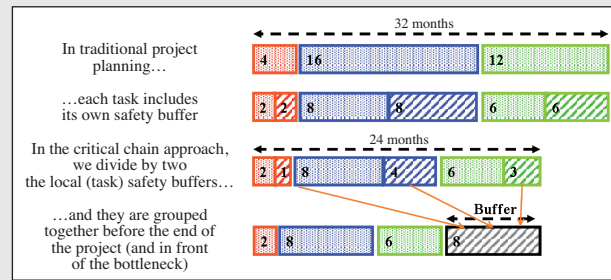 32 months
In traditional project
planning…
4 16 12
…each task includes
its own safety buffer
2 2 8 8 6 6
24 months
In the critical chain approach,
we divide by two
the local (task) safety buffers…
2 1 8 4 6 3
…and they are grouped
together before the end
of the project (and in front
of the bottleneck)
Buffer
2 8 6 8